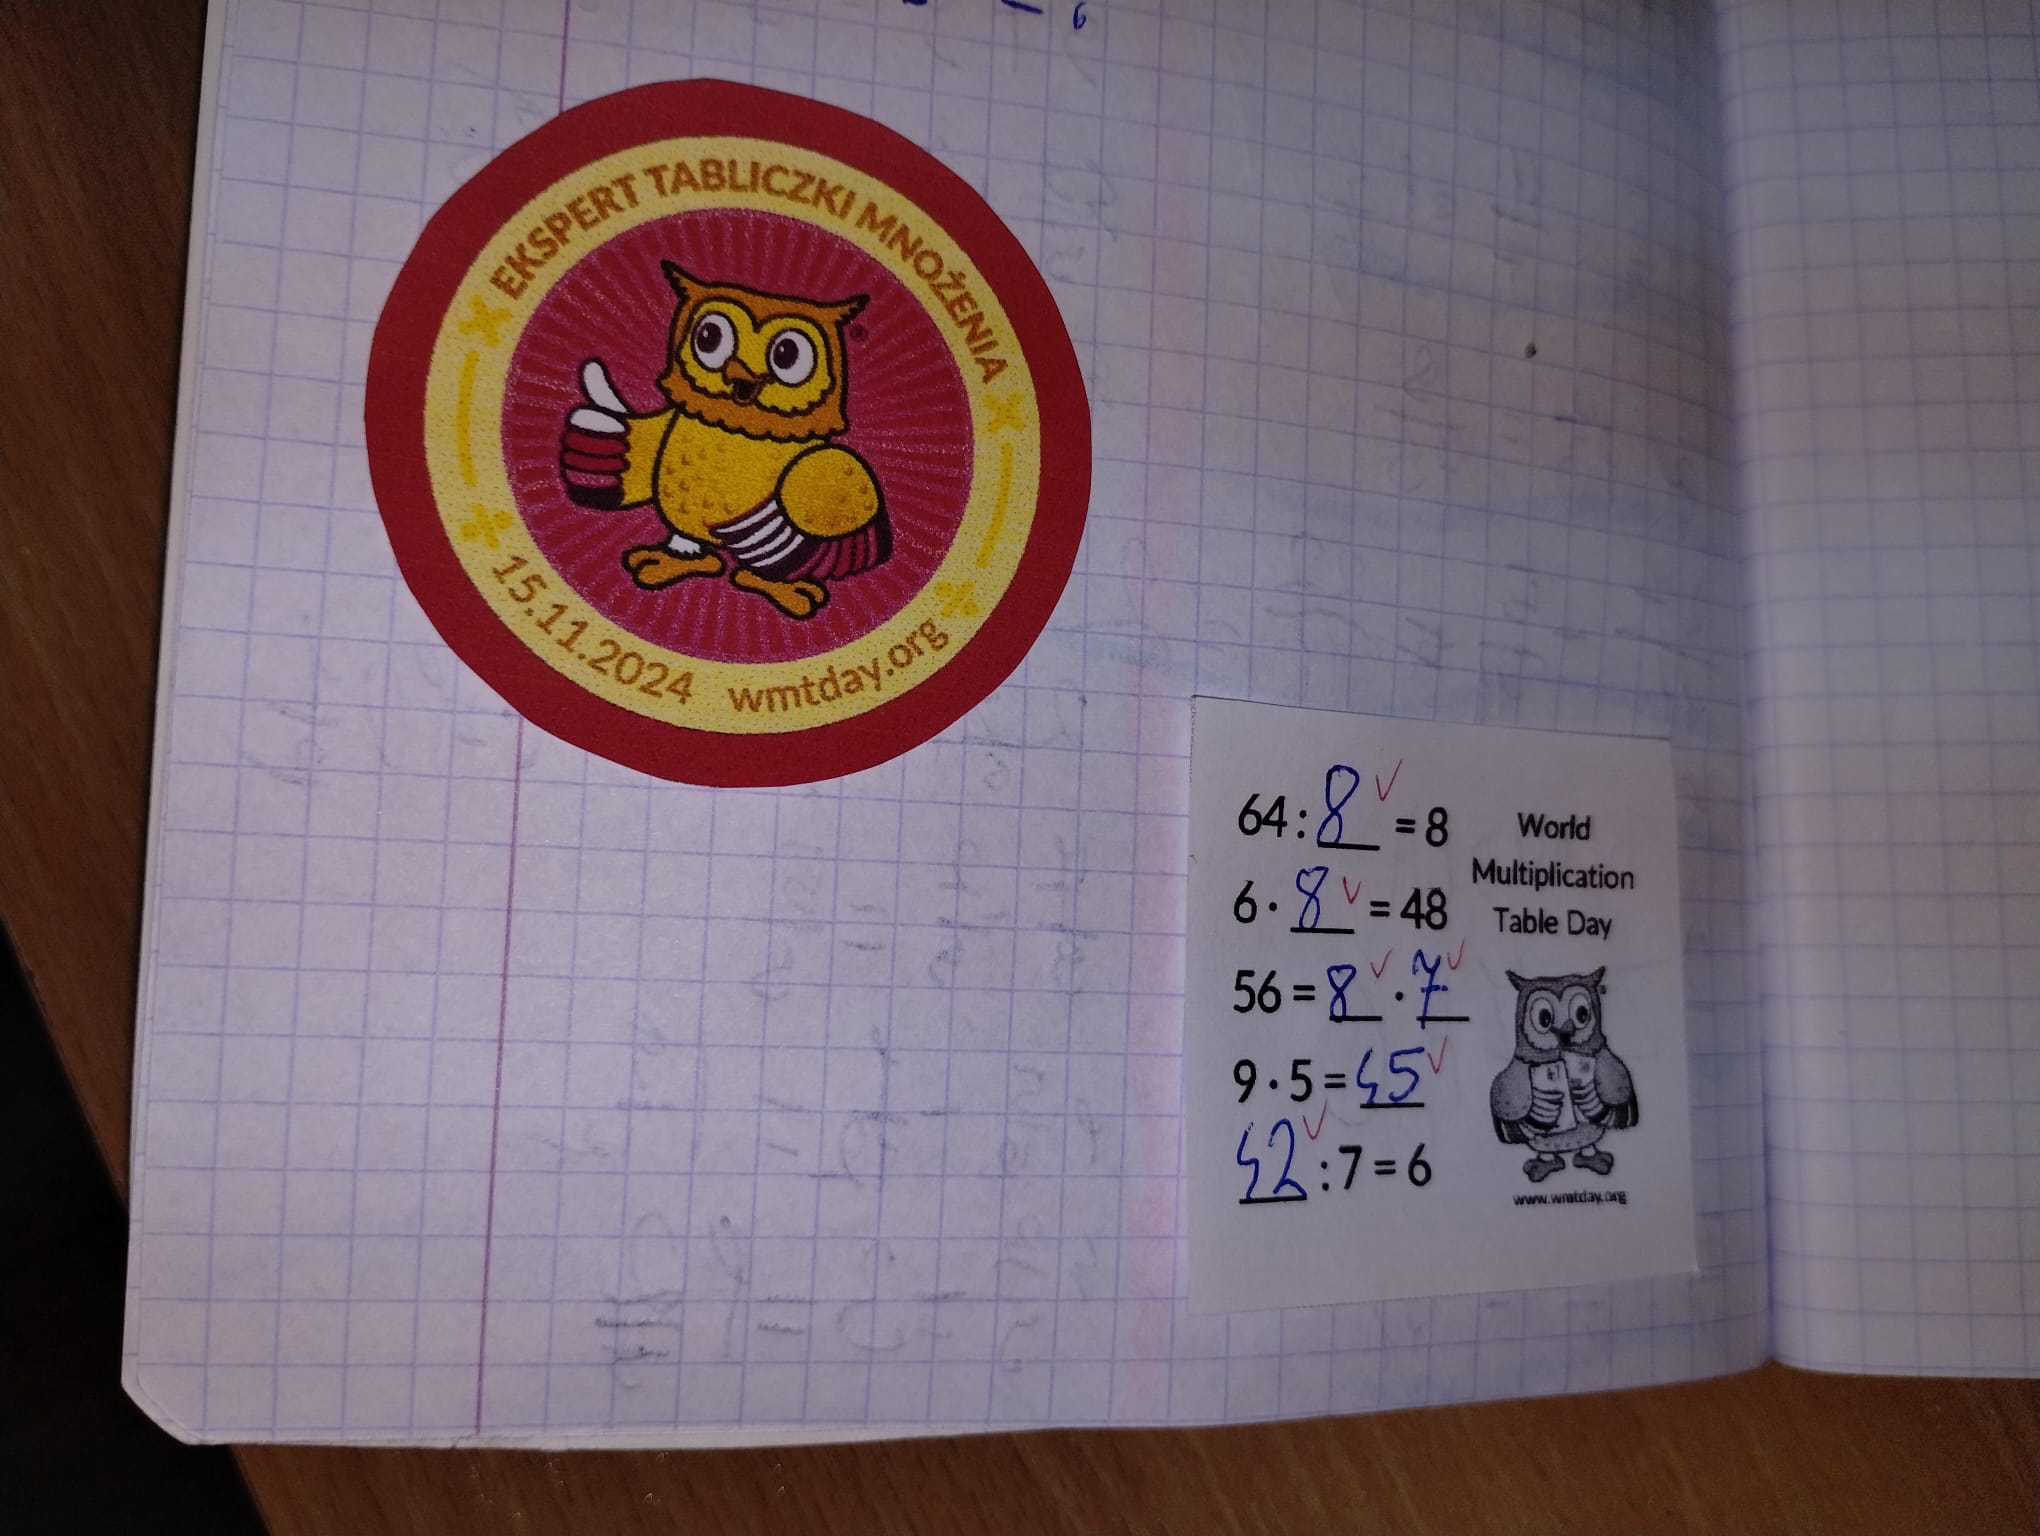 6
EKSPERT TABLICZKI MNOŻENIA
15.11.2024 wmtday.org
64 : 8 = 8
6 · 8 = 48
56 = 8 · 7
9 · 5 = 45
42 : 7 = 6
World
Multiplication
Table Day
www.wmtday.org